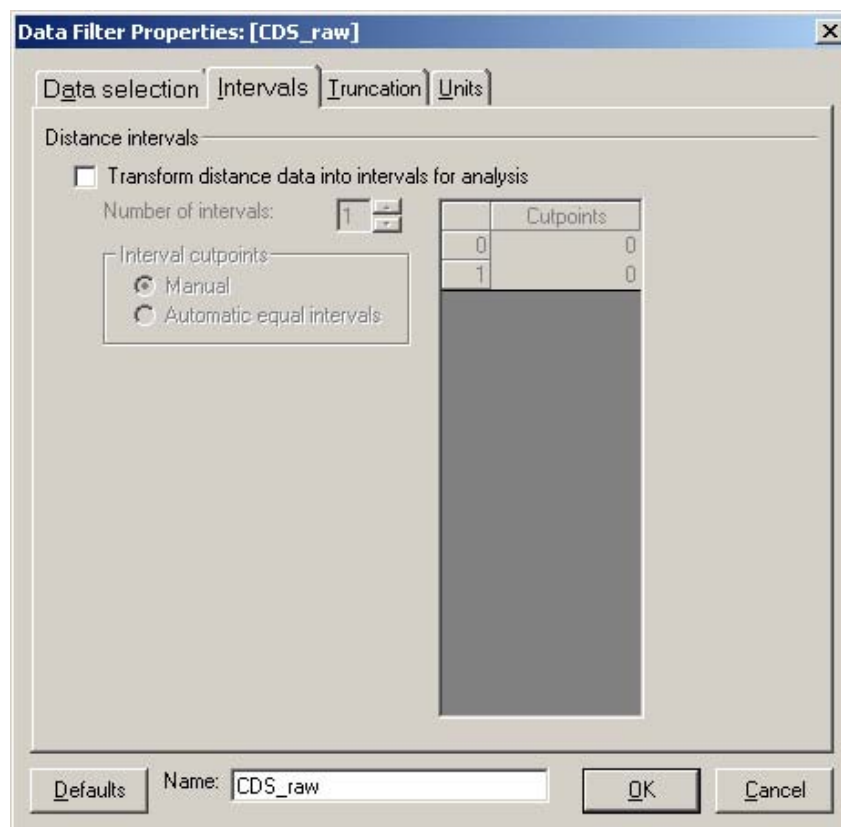 Data Filter Properties: [CDS_raw]
Data selection Intervals Truncation Units
Distance intervals
Transform distance data into intervals for analysis
Number of intervals: 1
Cutpoints
0 0
1 0
Interval cutpoints
Manual
Automatic equal intervals
Defaults Name: CDS_raw OK Cancel